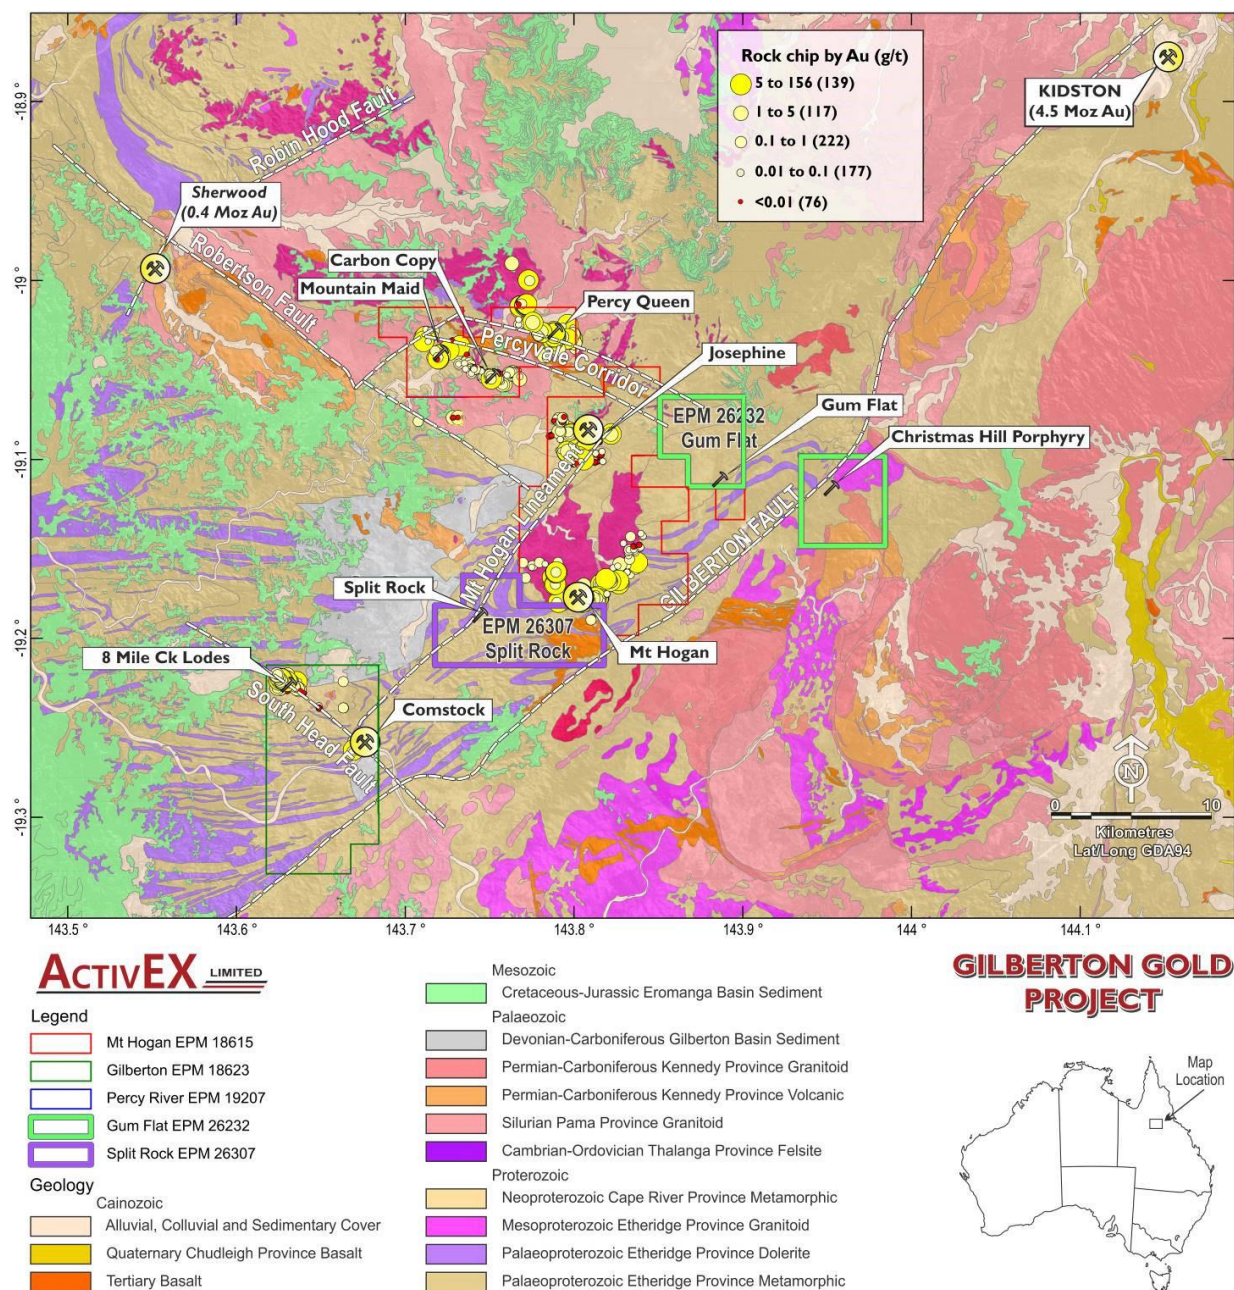 Rock chip by Au (g/t)
5 to 156 (139)
1 to 5 (117)
0.1 to 1 (222)
0.01 to 0.1 (177)
<0.01 (76)
KIDSTON
(4.5 Moz Au)
-18.9 °
Robin Hood Fault
Sherwood
(0.4 Moz Au)
Robertson Fault
Carbon Copy
Mountain Maid
Percy Queen
-19 °
Percyvale Corridor
Josephine
EPM 26232
Gum Flat
Gum Flat
Christmas Hill Porphyry
-19.1 °
Mt Hogan Lineament
GILBERTON FAULT
Split Rock
EPM 26307
Split Rock
-19.2 °
Mt Hogan
8 Mile Ck Lodes
South Head Fault
Comstock
-19.3 °
N
0 10
Kilometres
Lat/Long GDA94
143.5 °
143.6 °
143.7 °
143.8 °
143.9 °
144 °
144.1 °
ACTIVEX LIMITED
Legend
Mt Hogan EPM 18615
Gilberton EPM 18623
Percy River EPM 19207
Gum Flat EPM 26232
Split Rock EPM 26307
Geology
Cainozoic
Alluvial, Colluvial and Sedimentary Cover
Quaternary Chudleigh Province Basalt
Tertiary Basalt
Mesozoic
Cretaceous-Jurassic Eromanga Basin Sediment
Palaeozoic
Devonian-Carboniferous Gilberton Basin Sediment
Permian-Carboniferous Kennedy Province Granitoid
Permian-Carboniferous Kennedy Province Volcanic
Silurian Pama Province Granitoid
Cambrian-Ordovician Thalanga Province Felsite
Proterozoic
Neoproterozoic Cape River Province Metamorphic
Mesoproterozoic Etheridge Province Granitoid
Palaeoproterozoic Etheridge Province Dolerite
Palaeoproterozoic Etheridge Province Metamorphic
GILBERTON GOLD
PROJECT
Map
Location